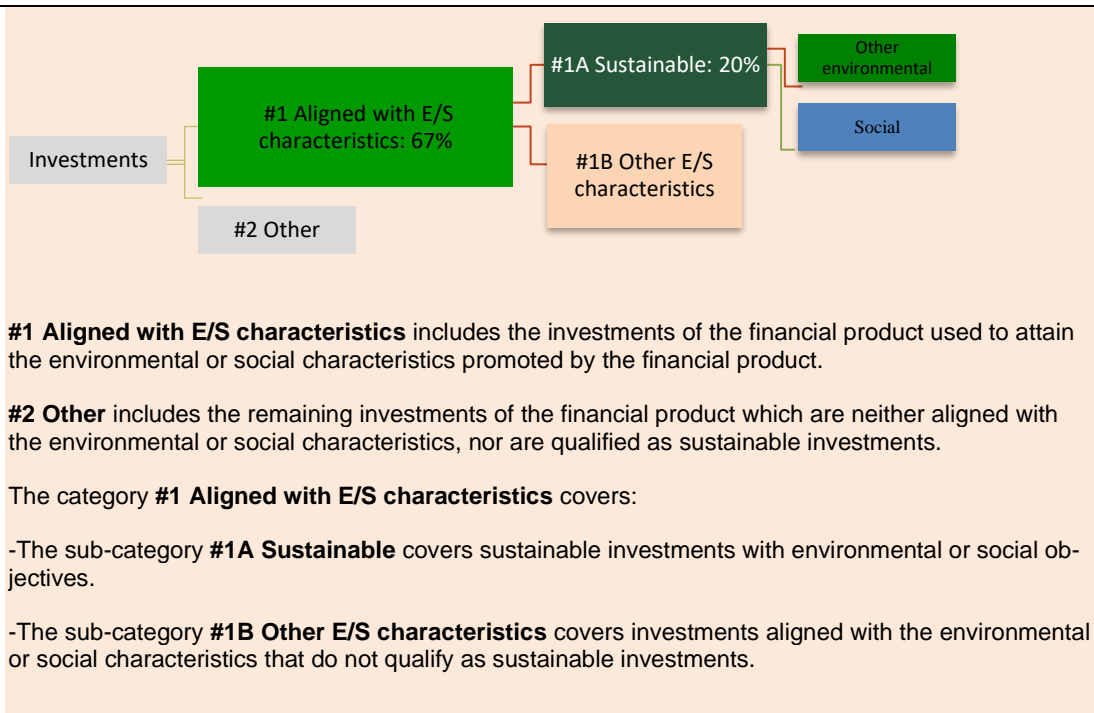 Investments
#1 Aligned with E/S
characteristics: 67%
#2 Other
#1A Sustainable: 20%
#1B Other E/S
characteristics
Other
environmental
Social
#1 Aligned with E/S characteristics includes the investments of the financial product used to attain
the environmental or social characteristics promoted by the financial product.
#2 Other includes the remaining investments of the financial product which are neither aligned with
the environmental or social characteristics, nor are qualified as sustainable investments.
The category #1 Aligned with E/S characteristics covers:
-The sub-category #1A Sustainable covers sustainable investments with environmental or social ob-
jectives.
-The sub-category #1B Other E/S characteristics covers investments aligned with the environmental
or social characteristics that do not qualify as sustainable investments.